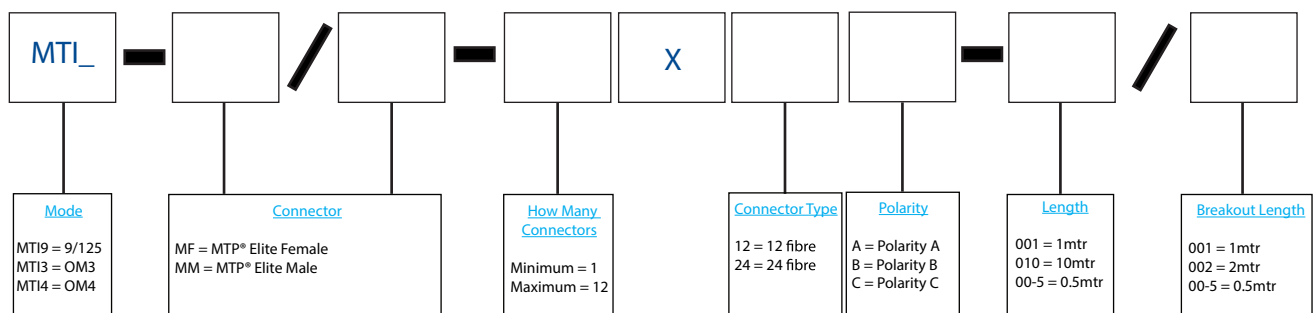 MTI_
X
Mode
MTI9 = 9/125
MTI3 = OM3
MTI4 = OM4
Connector
MF = MTP® Elite Female
MM = MTP® Elite Male
How Many
Connectors
Minimum = 1
Maximum = 12
Connector Type
12 = 12 fibre
24 = 24 fibre
Polarity
A = Polarity A
B = Polarity B
C = Polarity C
Length
001 = 1mtr
010 = 10mtr
00-5 = 0.5mtr
Breakout Length
001 = 1mtr
002 = 2mtr
00-5 = 0.5mtr